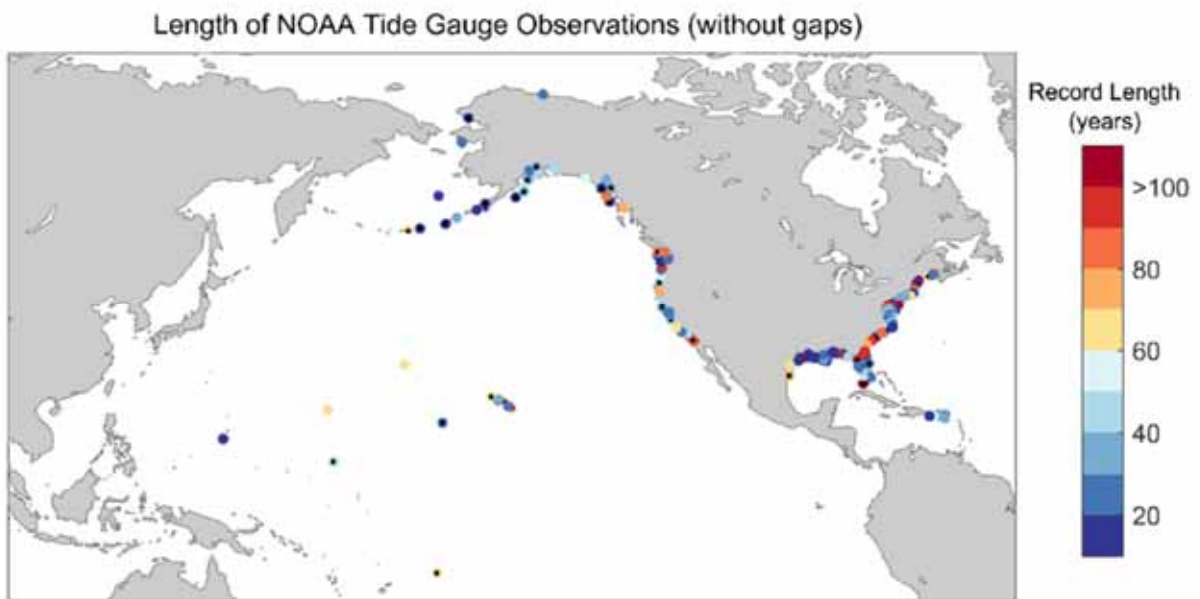 Length of NOAA Tide Gauge Observations (without gaps)
Record Length
(years)
>100
80
60
40
20